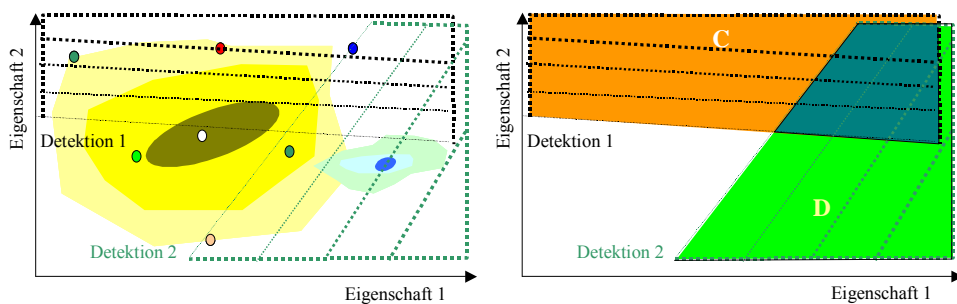 Eigenschaft 2
Detektion 1
Detektion 2
Eigenschaft 1
Eigenschaft 2
C
Detektion 1
D
Detektion 2
Eigenschaft 1